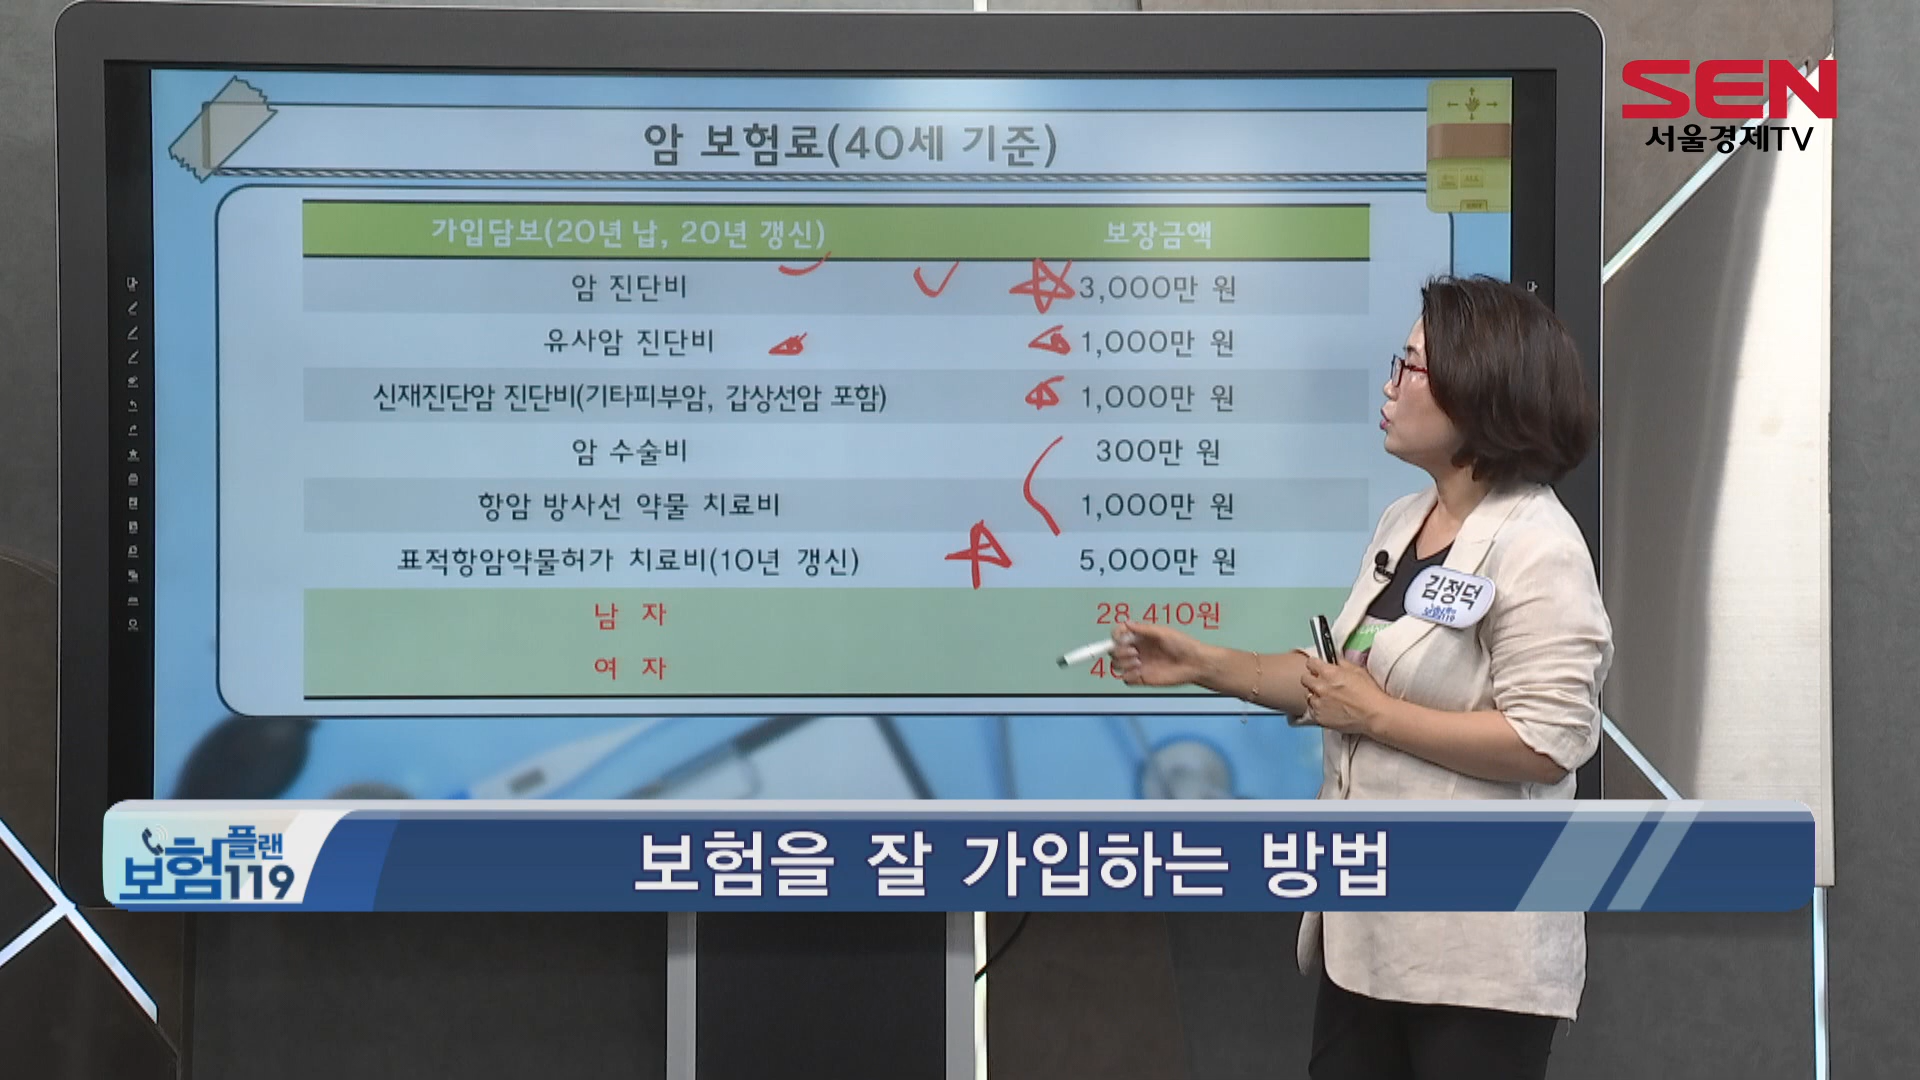 SEN
서울경제TV
암 보험료(40세 기준)
가입담보(20년 납, 20년 갱신) 보장금액
암 진단비 3,000만 원
유사암 진단비 1,000만 원
신재진단암 진단비(기타피부암, 갑상선암 포함) 1,000만 원
암 수술비 300만 원
항암 방사선 약물 치료비 1,000만 원
표적항암약물허가 치료비(10년 갱신) 5,000만 원
남 자 28,410원
여 자
김정덕
보험플랜119
보험을 잘 가입하는 방법